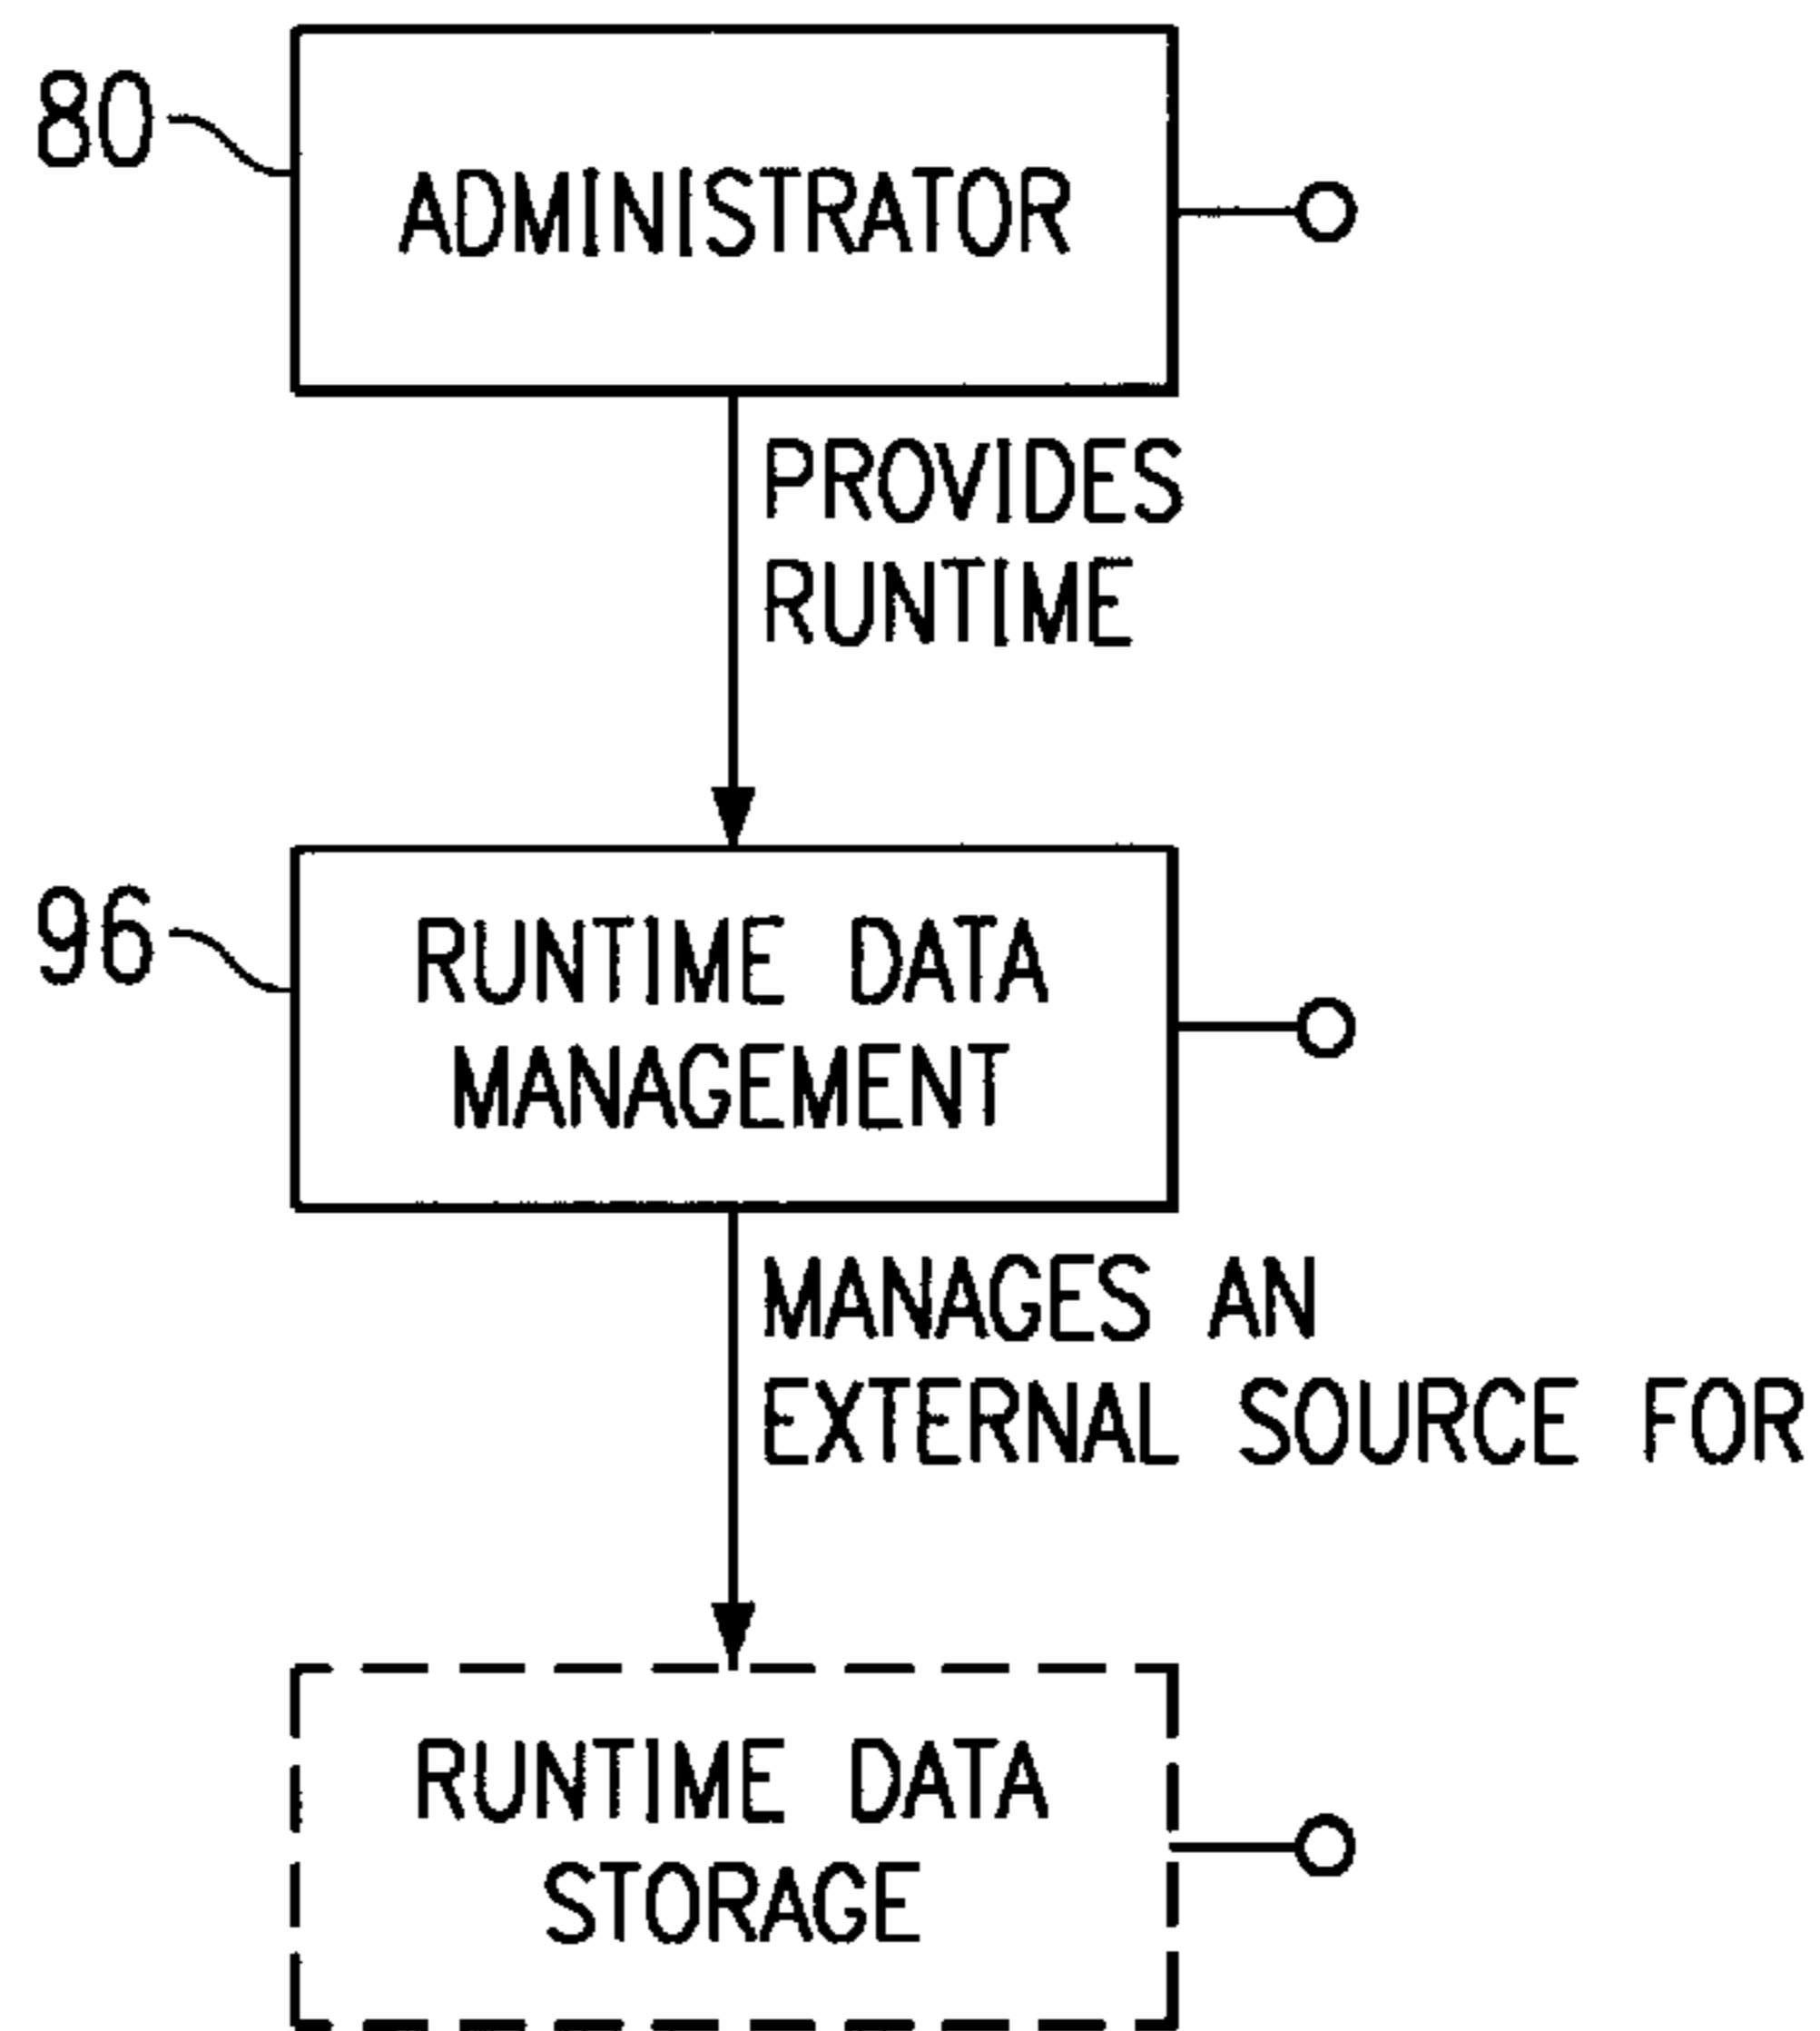 80
ADMINISTRATOR
PROVIDES
RUNTIME
96
RUNTIME DATA
MANAGEMENT
MANAGES AN
EXTERNAL SOURCE FOR
RUNTIME DATA
STORAGE